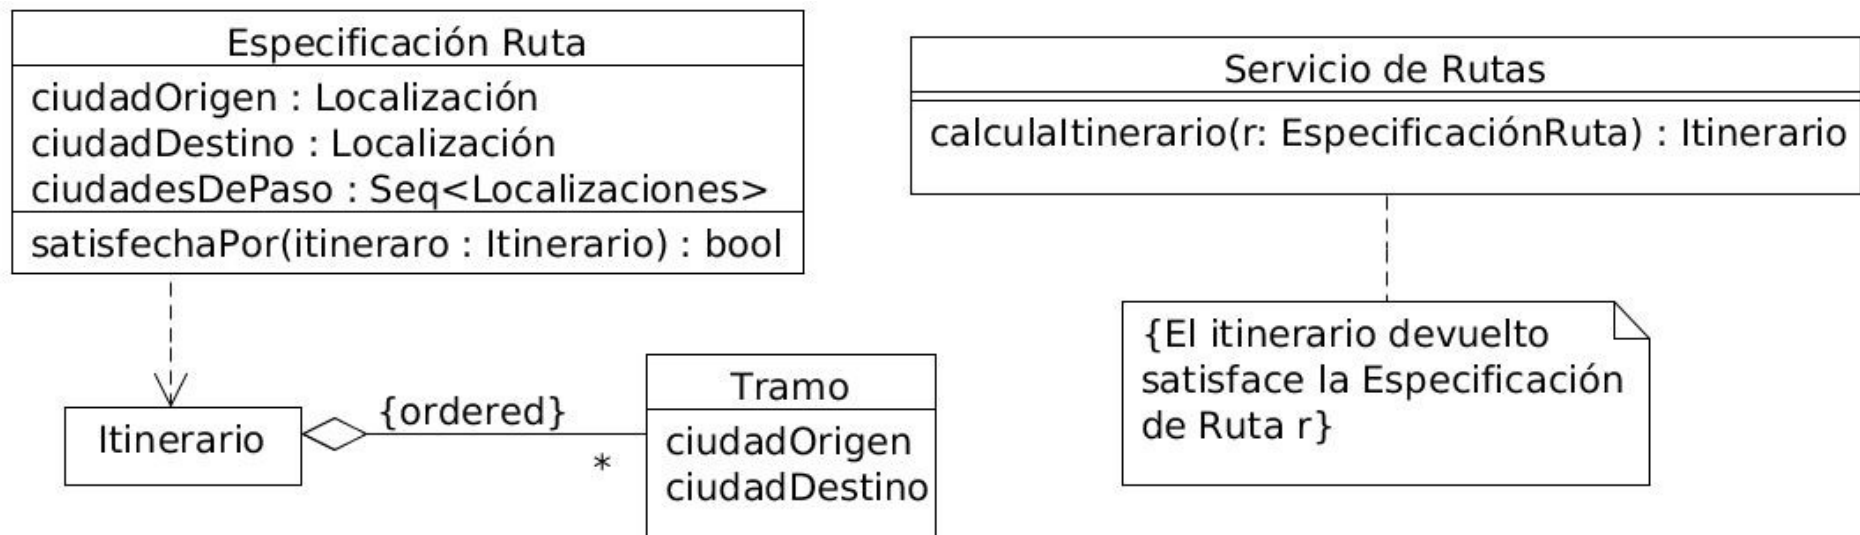 Especificación Ruta
ciudadOrigen : Localización
ciudadDestino : Localización
ciudadesDePaso : Seq<Localizaciones>
satisfechaPor(itineraro : Itinerario) : bool
Servicio de Rutas
calculaItinerario(r: EspecificaciónRuta) : Itinerario
{El itinerario devuelto
satisface la Especificación
de Ruta r}
Itinerario
{ordered}
*
Tramo
ciudadOrigen
ciudadDestino